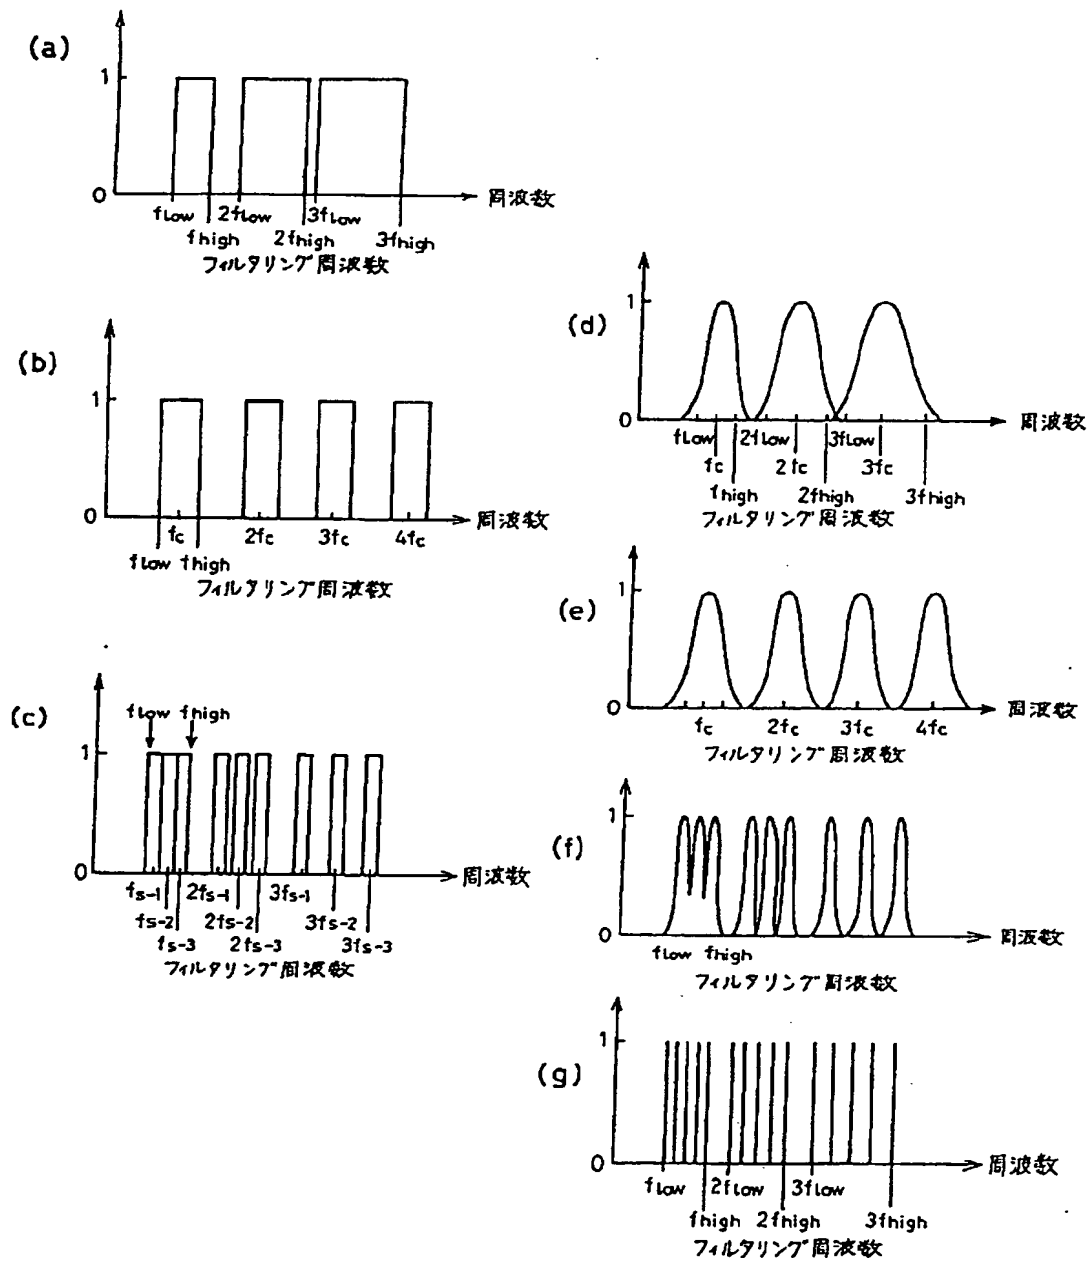 (a)
1
0
周波数
fLow 2fLow 3fLow
fhigh 2fhigh 3fhigh
フィルタリング周波数
(b)
1
0
周波数
fc 2fc 3fc 4fc
fLow fhigh
フィルタリング周波数
(c)
fLow fhigh
1
0
周波数
fs-1 2fs-1 3fs-1
fs-2 2fs-2 3fs-2
fs-3 2fs-3 3fs-3
フィルタリング周波数
(d)
1
0
周波数
fLow 2fLow 3fLow
fc 2fc 3fc
fhigh 2fhigh 3fhigh
フィルタリング周波数
(e)
1
0
周波数
fc 2fc 3fc 4fc
フィルタリング周波数
(f)
1
0
周波数
fLow fhigh
フィルタリング周波数
(g)
1
0
周波数
fLow 2fLow 3fLow
fhigh 2fhigh 3fhigh
フィルタリング周波数